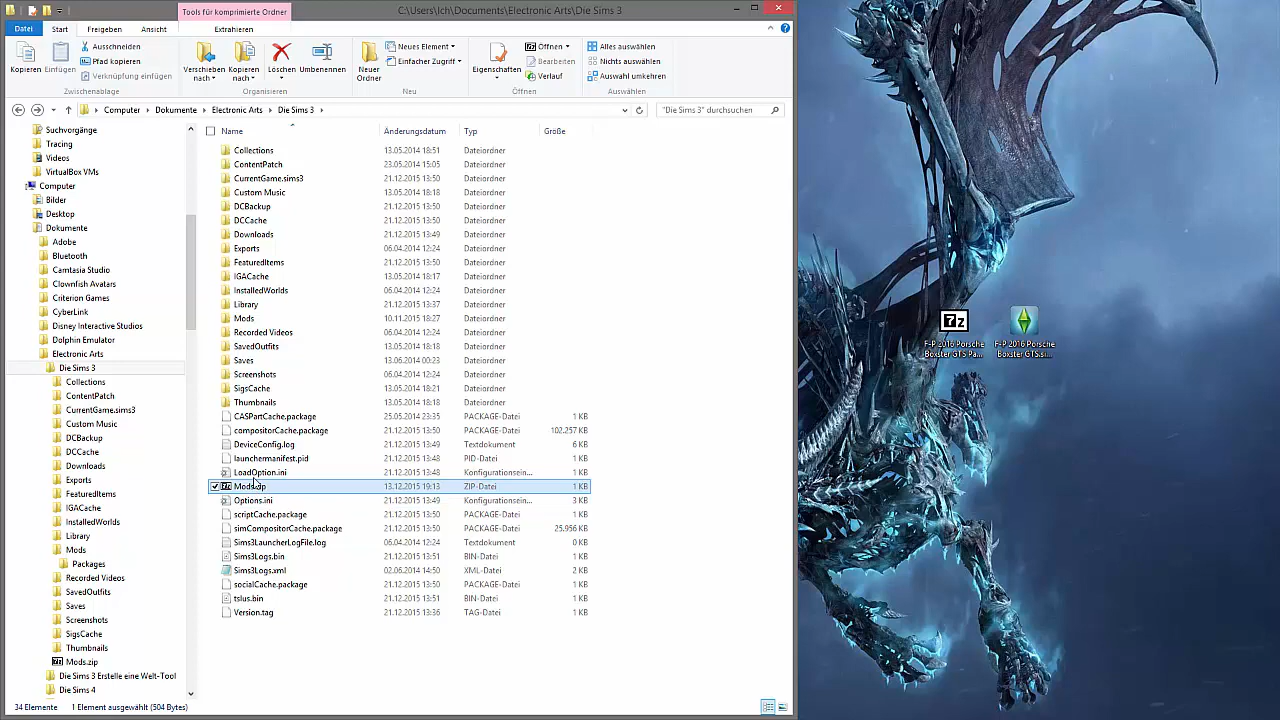 Tools für komprimierte Ordner
C:\Users\Ich\Documents\Electronic Arts\Die Sims 3
Datei Start Freigeben Ansicht Extrahieren
Kopieren
Einfügen
Ausschneiden
Pfad kopieren
Verknüpfung einfügen
Zwischenablage
Verschieben nach
Kopieren nach
Löschen
Umbenennen
Organisieren
Neuer Ordner
Neues Element
Einfacher Zugriff
Neu
Eigenschaften
Öffnen
Bearbeiten
Verlauf
Öffnen
Alles auswählen
Nichts auswählen
Auswahl umkehren
Auswählen
Computer Dokumente Electronic Arts Die Sims 3
"Die Sims 3" durchsuchen
Suchvorgänge
Tracing
Videos
VirtualBox VMs
Computer
Bilder
Desktop
Dokumente
Adobe
Bluetooth
Camtasia Studio
Clownfish Avatars
Criterion Games
CyberLink
Disney Interactive Studios
Dolphin Emulator
Electronic Arts
Die Sims 3
Collections
ContentPatch
CurrentGame.sims3
Custom Music
DCBackup
DCCache
Downloads
Exports
FeaturedItems
IGACache
InstalledWorlds
Library
Mods
Packages
Recorded Videos
SavedOutfits
Saves
Screenshots
SigsCache
Thumbnails
Mods.zip
Die Sims 3 Erstelle eine Welt-Tool
Die Sims 4
Name Änderungsdatum Typ Größe
Collections 13.05.2014 18:51 Dateiordner
ContentPatch 23.05.2014 15:05 Dateiordner
CurrentGame.sims3 21.12.2015 13:50 Dateiordner
Custom Music 13.05.2014 18:18 Dateiordner
DCBackup 21.12.2015 13:50 Dateiordner
DCCache 21.12.2015 13:50 Dateiordner
Downloads 21.12.2015 13:49 Dateiordner
Exports 06.04.2014 12:24 Dateiordner
FeaturedItems 21.12.2015 13:50 Dateiordner
IGACache 13.05.2014 18:17 Dateiordner
InstalledWorlds 06.04.2014 12:24 Dateiordner
Library 21.12.2015 13:37 Dateiordner
Mods 10.11.2015 18:27 Dateiordner
Recorded Videos 06.04.2014 12:24 Dateiordner
SavedOutfits 13.05.2014 18:18 Dateiordner
Saves 13.06.2014 00:23 Dateiordner
Screenshots 06.04.2014 12:24 Dateiordner
SigsCache 13.05.2014 18:21 Dateiordner
Thumbnails 13.05.2014 18:18 Dateiordner
CASPartCache.package 25.05.2014 23:35 PACKAGE-Datei 1 KB
compositorCache.package 21.12.2015 13:50 PACKAGE-Datei 102.257 KB
DeviceConfig.log 21.12.2015 13:49 Textdokument 6 KB
launchermanifest.pid 21.12.2015 13:48 PID-Datei 1 KB
LoadOption.ini 21.12.2015 13:48 Konfigurationsein... 1 KB
Mods.zip 13.12.2015 19:13 ZIP-Datei 1 KB
Options.ini 21.12.2015 13:49 Konfigurationsein... 3 KB
scriptCache.package 21.12.2015 13:50 PACKAGE-Datei 1 KB
simCompositorCache.package 21.12.2015 13:50 PACKAGE-Datei 25.956 KB
Sims3LauncherLogFile.log 06.04.2014 12:24 Textdokument 0 KB
Sims3Logs.bin 21.12.2015 13:51 BIN-Datei 1 KB
Sims3Logs.xml 02.06.2014 14:50 XML-Datei 2 KB
socialCache.package 21.12.2015 13:50 PACKAGE-Datei 1 KB
tslus.bin 21.12.2015 13:51 BIN-Datei 1 KB
Version.tag 21.12.2015 13:36 TAG-Datei 1 KB
34 Elemente 1 Element ausgewählt (504 Bytes)
7z
F-P 2016 Porsche
Boxster GTS Pa...
F-P 2016 Porsche
Boxster GTS.si...